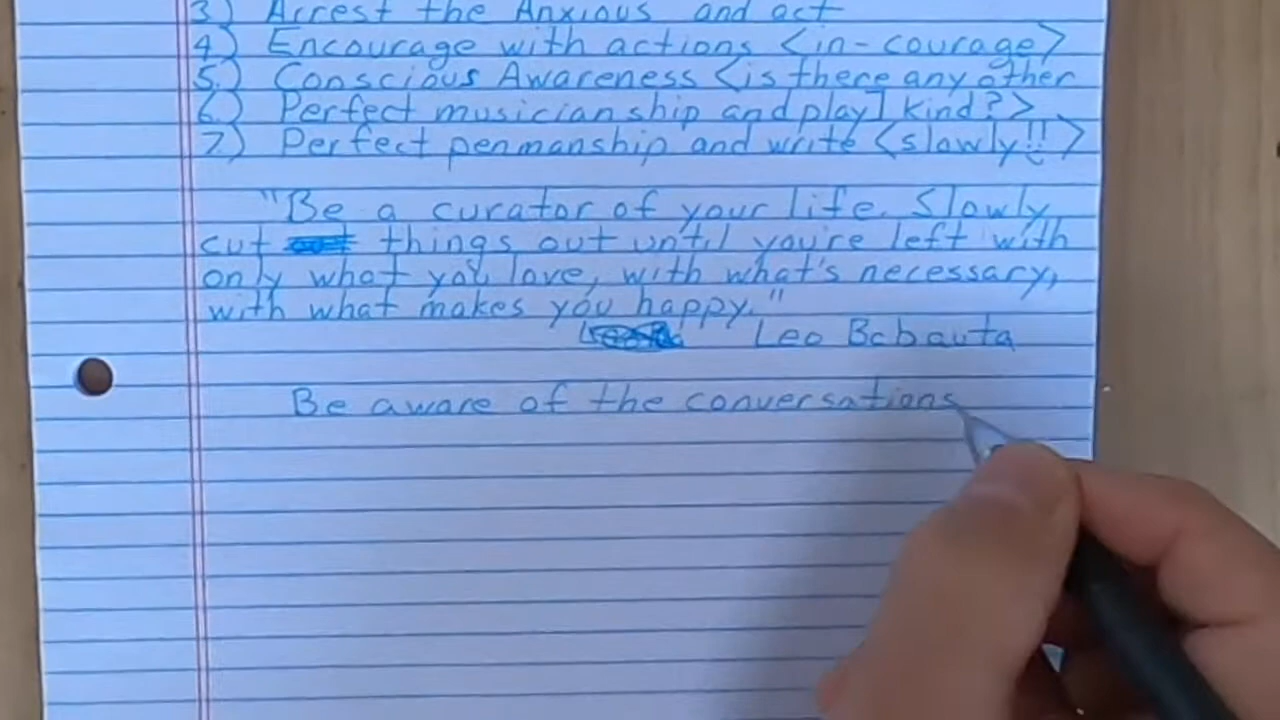 3.) Arrest the Anxious and act
4.) Encourage with actions <in-courage>
5.) Conscious Awareness <is there any other
6.) Perfect musicianship and play] kind?>
7.) Perfect penmanship and write <slowly!!>
"Be a curator of your life. Slowly
cut things out until you're left with
only what you love, with what's necessary,
with what makes you happy."
Leo Babauta
Be aware of the conversations